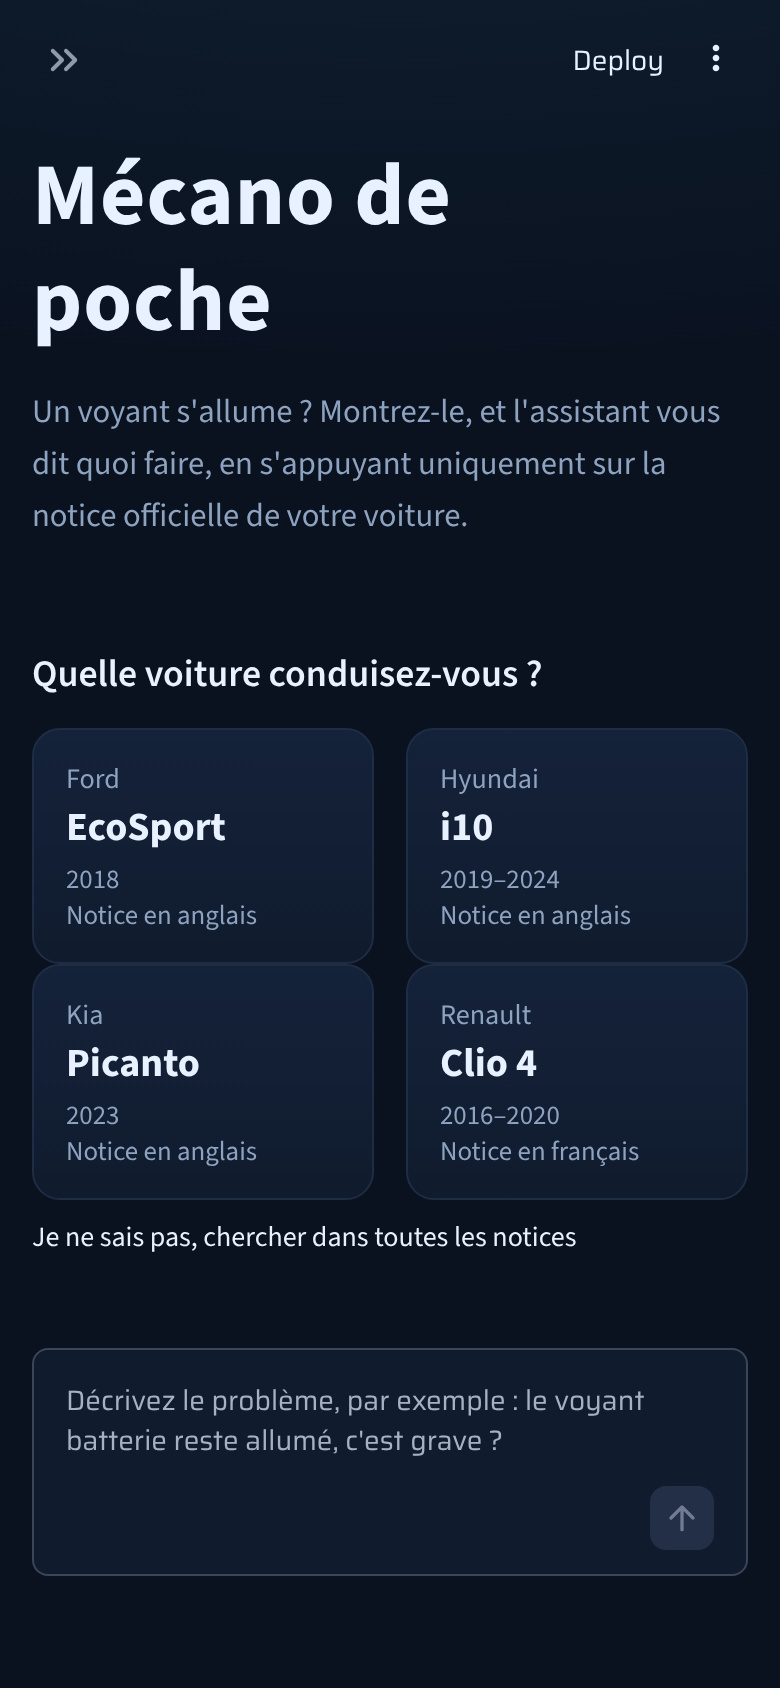 Deploy
Mécano de
poche
Un voyant s'allume ? Montrez-le, et l'assistant vous
dit quoi faire, en s'appuyant uniquement sur la
notice officielle de votre voiture.
Quelle voiture conduisez-vous ?
Ford
EcoSport
2018
Notice en anglais
Hyundai
i10
2019–2024
Notice en anglais
Kia
Picanto
2023
Notice en anglais
Renault
Clio 4
2016–2020
Notice en français
Je ne sais pas, chercher dans toutes les notices
Décrivez le problème, par exemple : le voyant
batterie reste allumé, c'est grave ?